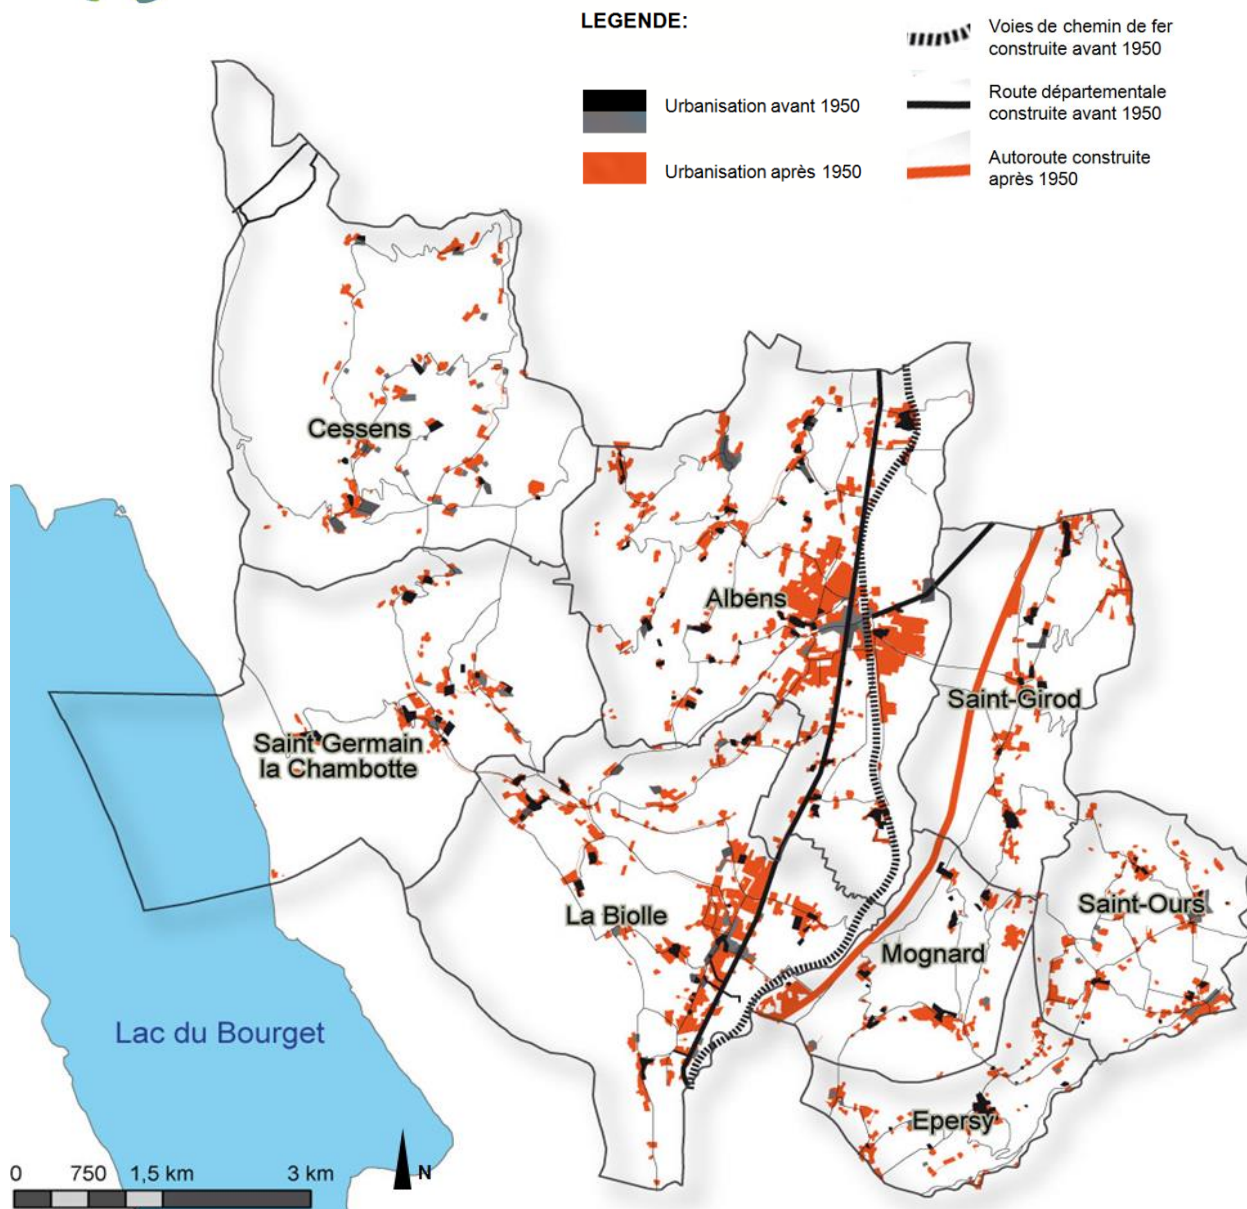 LEGENDE:
Urbanisation avant 1950
Urbanisation après 1950
Voies de chemin de fer
construite avant 1950
Route départementale
construite avant 1950
Autoroute construite
après 1950
Cessens
Albens
Saint-Girod
Saint Germain
la Chambotte
La Biolle
Saint-Ours
Mognard
Lac du Bourget
Epersy
0 750 1,5 km 3 km
N